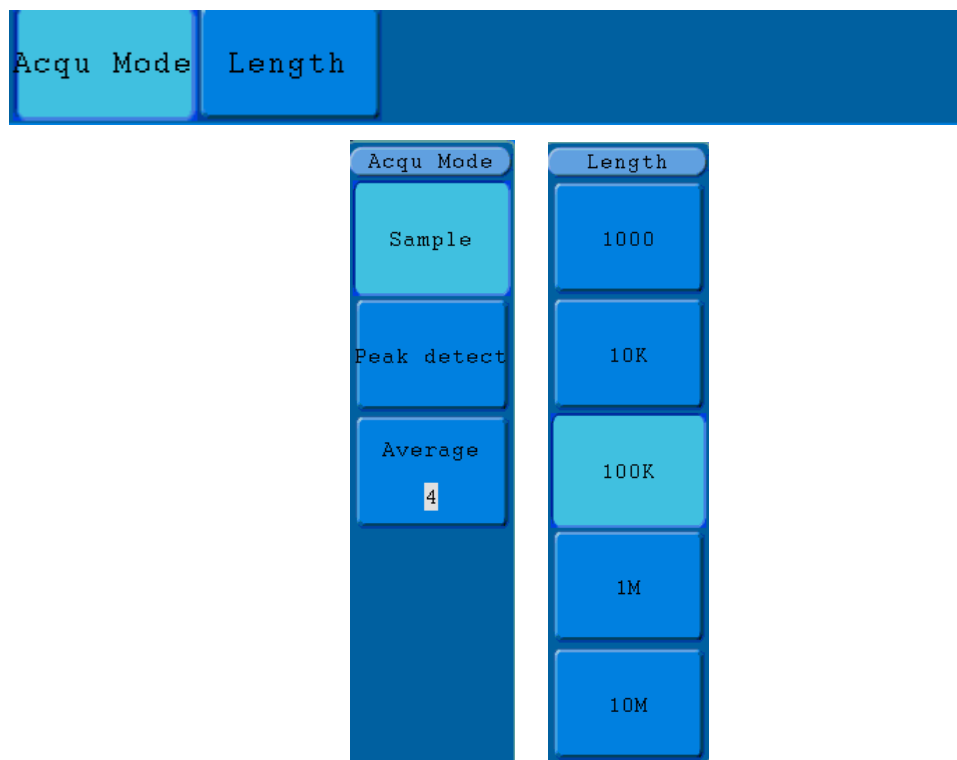 Acqu Mode
Length
Acqu Mode
Sample
Peak detect
Average
4
Length
1000
10K
100K
1M
10M